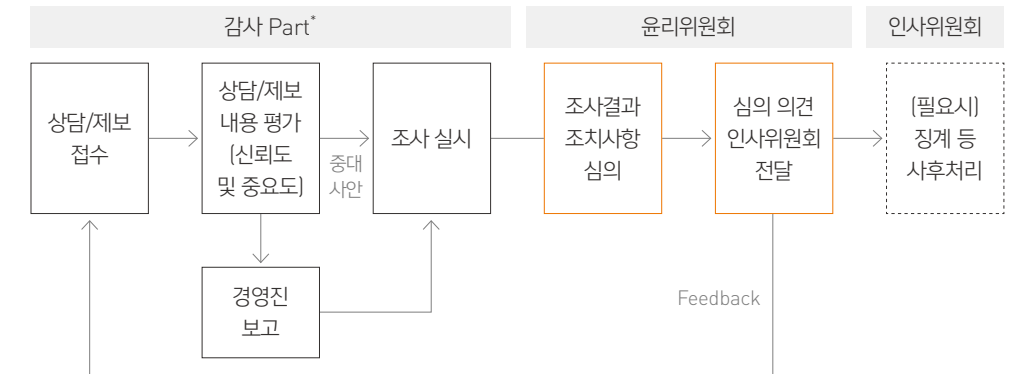 감사 Part*
윤리위원회
인사위원회
상담/제보
접수
상담/제보
내용 평가
(신뢰도
및 중요도)
중대
사안
조사 실시
조사결과
조치사항
심의
심의 의견
인사위원회
전달
(필요시)
징계 등
사후처리
경영진
보고
Feedback